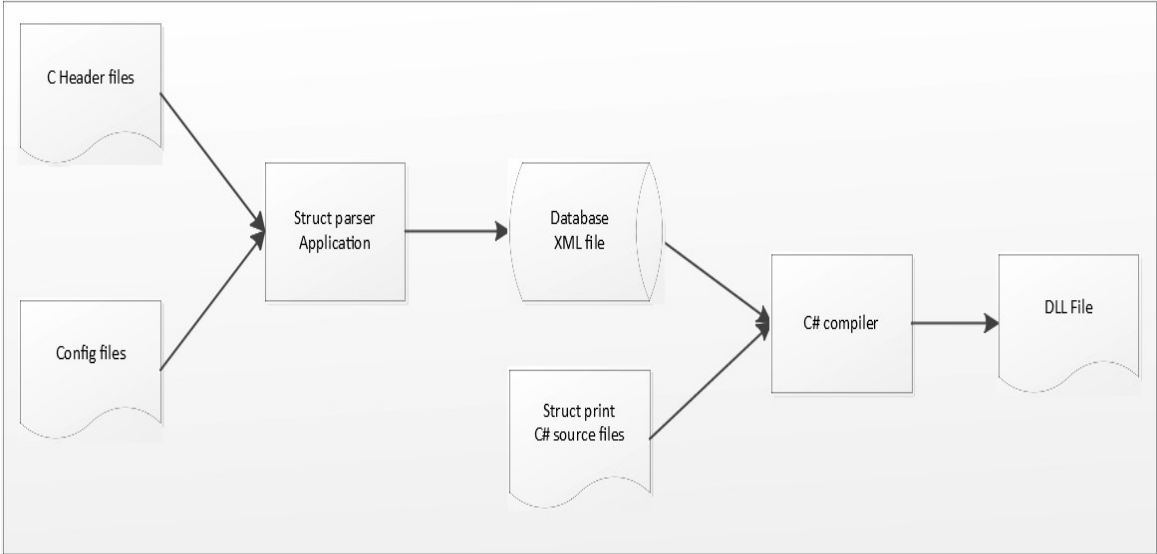 C Header files
Struct parser
Application
Database
XML file
C# compiler
DLL File
Config files
Struct print
C# source files